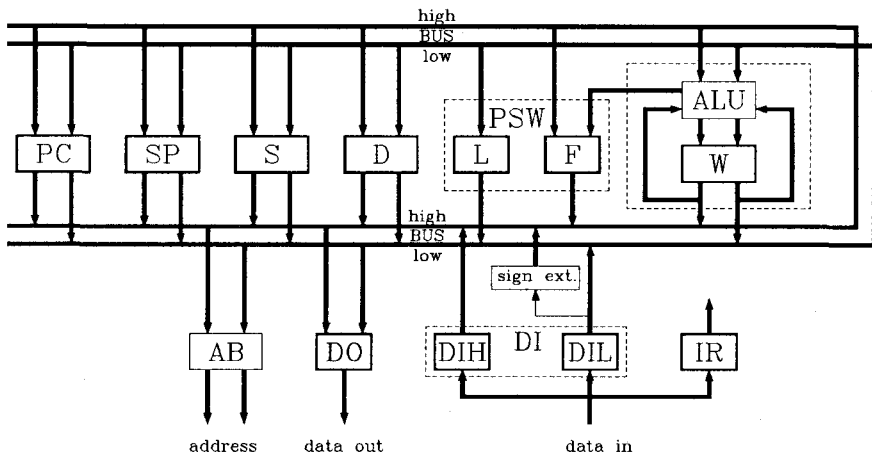 high
BUS
low
ALU
PSW
PC
SP
S
D
L
F
W
high
BUS
low
sign ext.
AB
DO
DIH
DI
DIL
IR
address
data out
data in